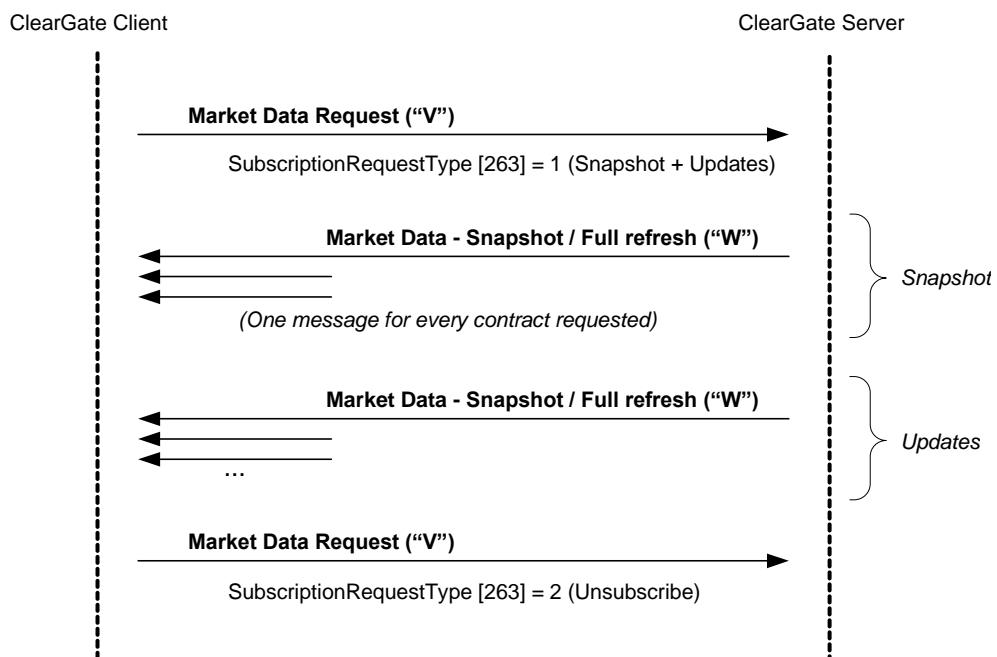 ClearGate Client
ClearGate Server
Market Data Request (“V”)
SubscriptionRequestType [263] = 1 (Snapshot + Updates)
Market Data - Snapshot / Full refresh (“W”)
Snapshot
(One message for every contract requested)
Market Data - Snapshot / Full refresh (“W”)
Updates
...
Market Data Request (“V”)
SubscriptionRequestType [263] = 2 (Unsubscribe)